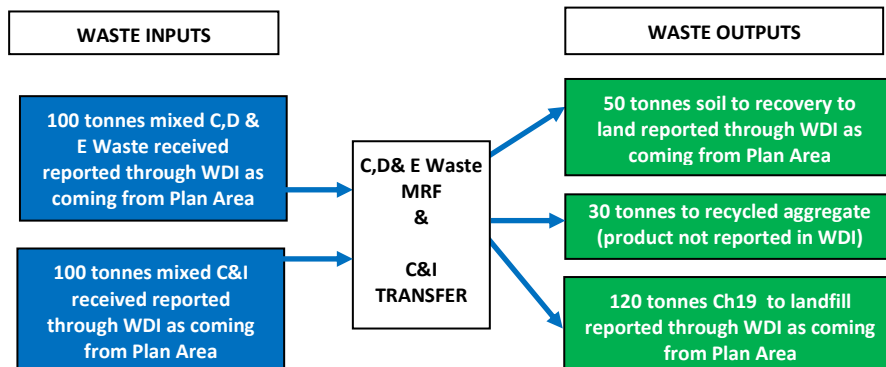 WASTE INPUTS
WASTE OUTPUTS
100 tonnes mixed C,D &
E Waste received
reported through WDI as
coming from Plan Area
100 tonnes mixed C&I
received reported
through WDI as coming
from Plan Area
C,D& E Waste
MRF
&
C&I
TRANSFER
50 tonnes soil to recovery to
land reported through WDI as
coming from Plan Area
30 tonnes to recycled aggregate
(product not reported in WDI)
120 tonnes Ch19 to landfill
reported through WDI as coming
from Plan Area